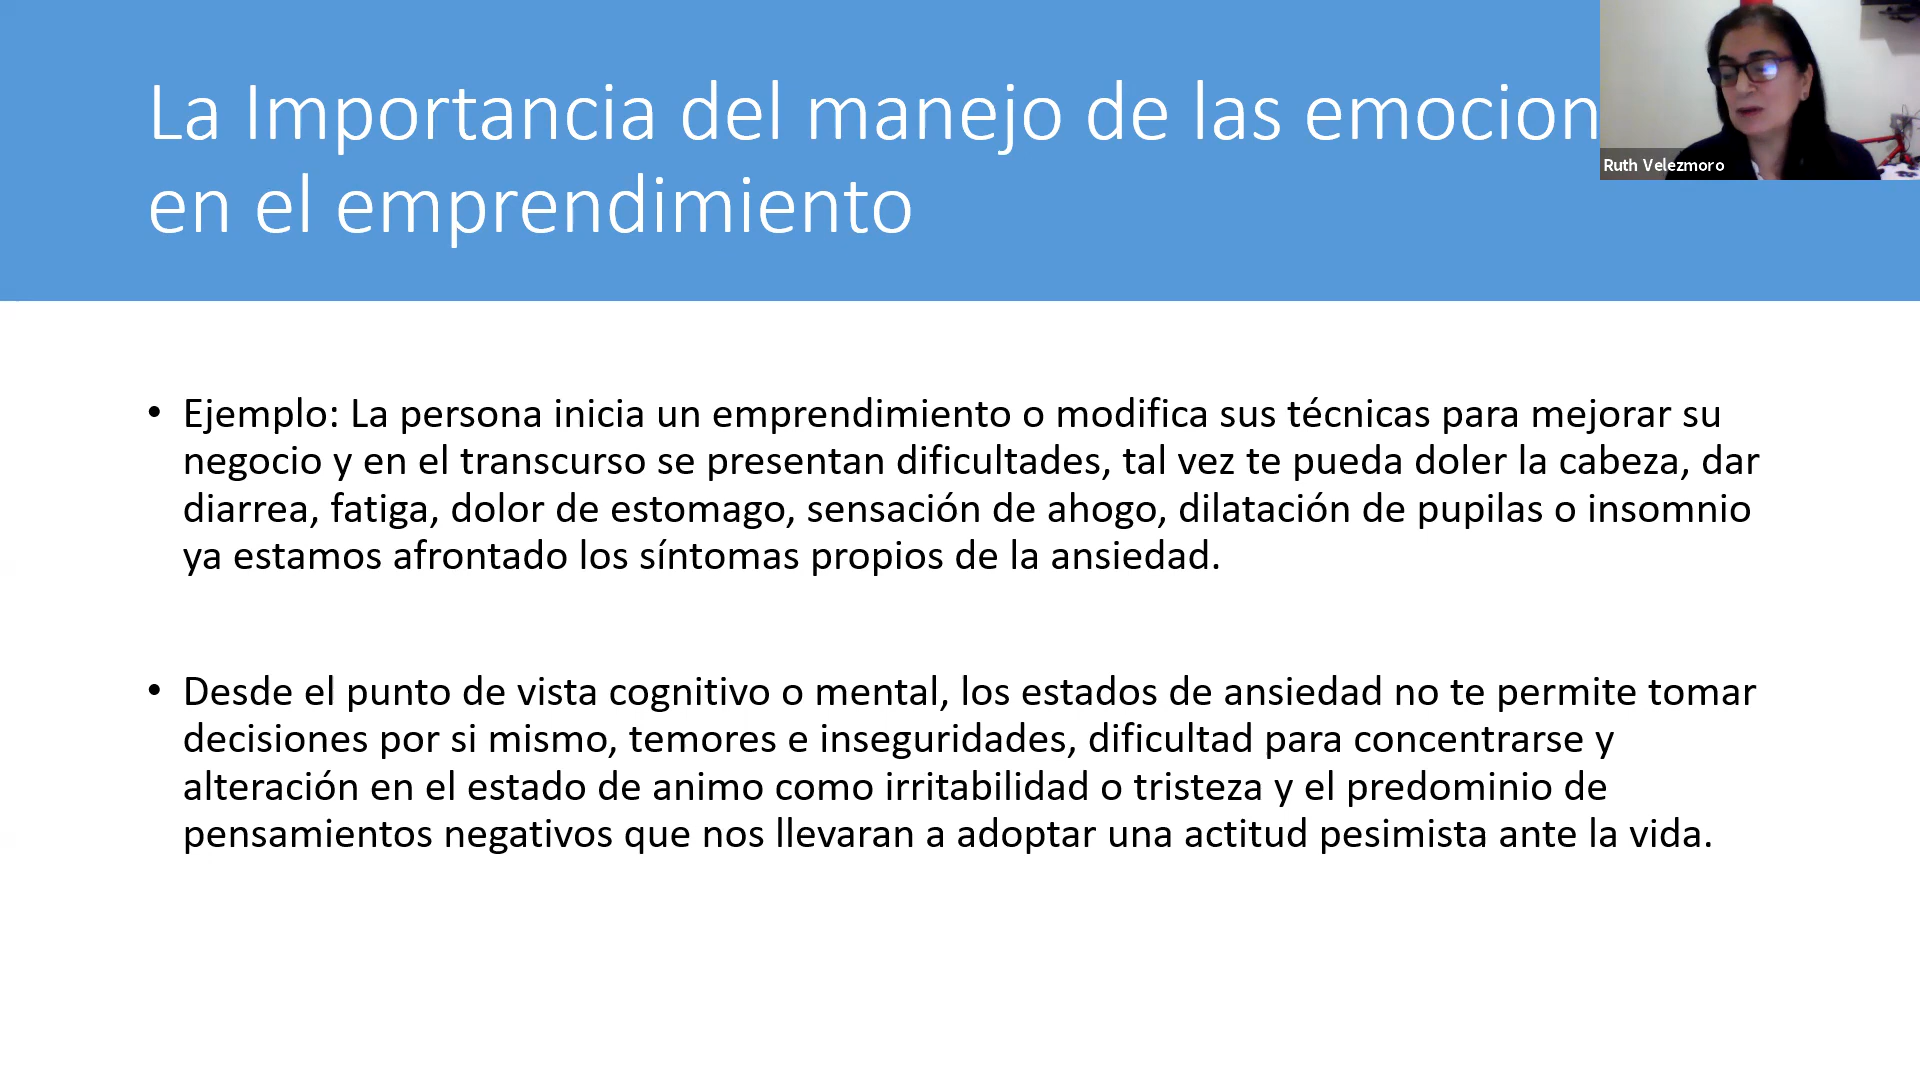 La Importancia del manejo de las emocion
en el emprendimiento
Ruth Velezmoro
• Ejemplo: La persona inicia un emprendimiento o modifica sus técnicas para mejorar su
negocio y en el transcurso se presentan dificultades, tal vez te pueda doler la cabeza, dar
diarrea, fatiga, dolor de estomago, sensación de ahogo, dilatación de pupilas o insomnio
ya estamos afrontado los síntomas propios de la ansiedad.
• Desde el punto de vista cognitivo o mental, los estados de ansiedad no te permite tomar
decisiones por si mismo, temores e inseguridades, dificultad para concentrarse y
alteración en el estado de animo como irritabilidad o tristeza y el predominio de
pensamientos negativos que nos llevaran a adoptar una actitud pesimista ante la vida.